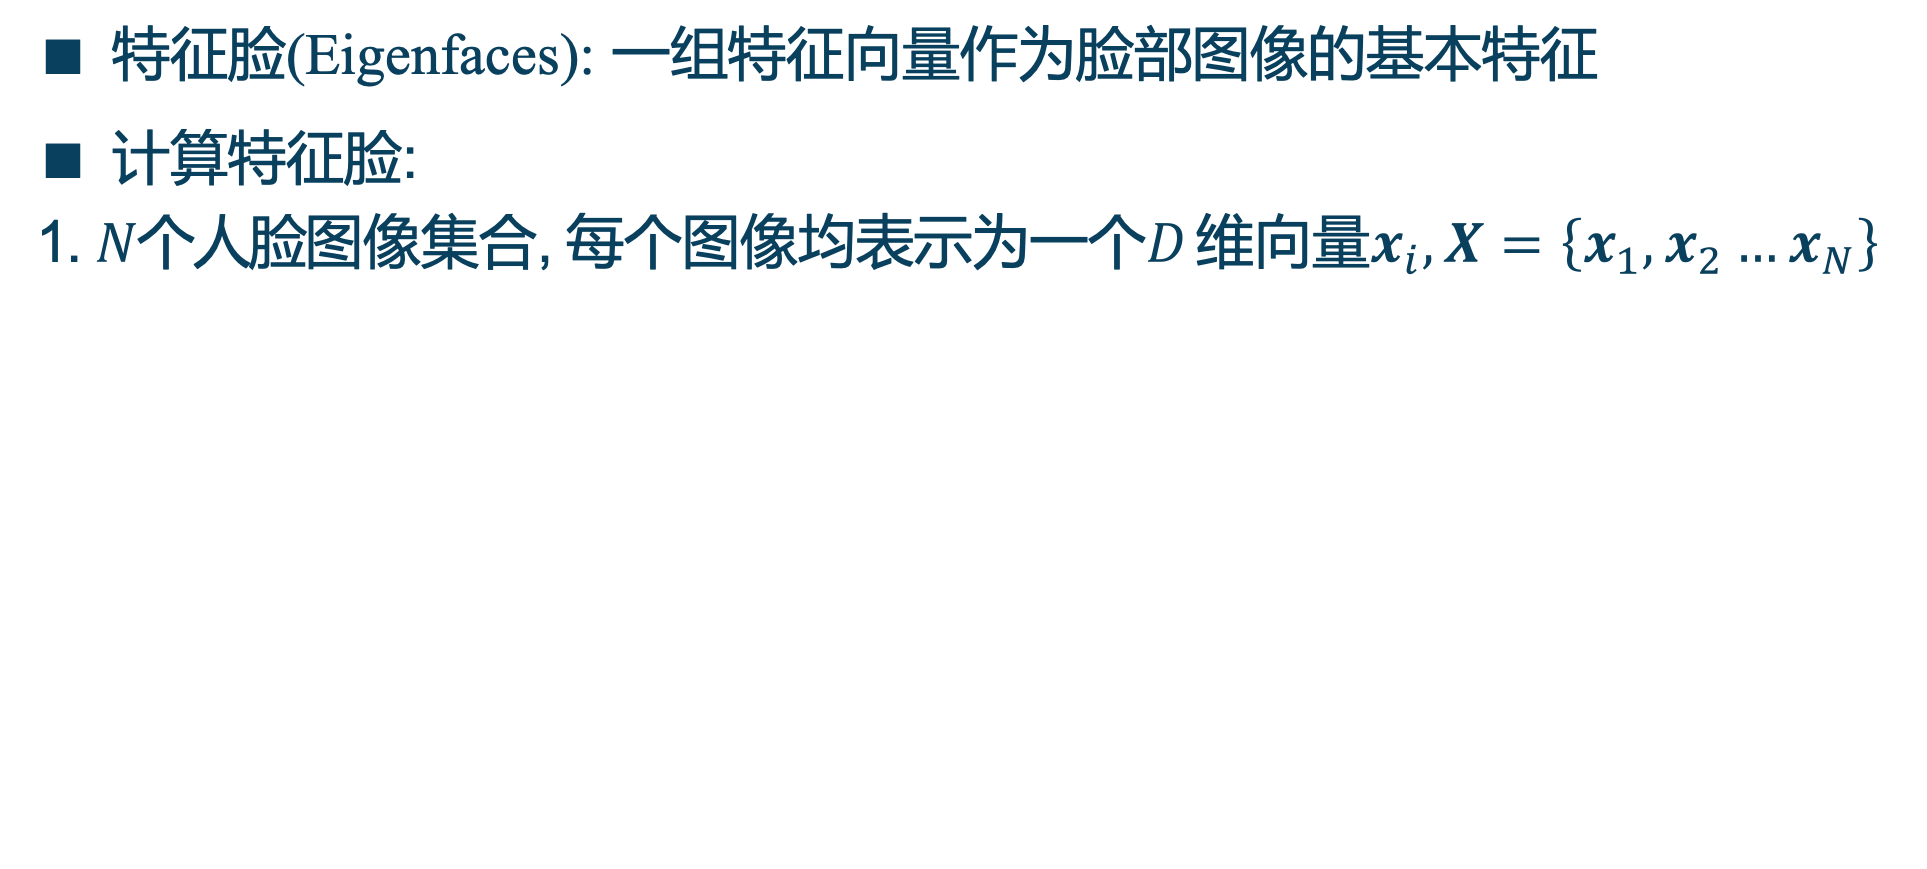 ■ 特征脸(Eigenfaces): 一组特征向量作为脸部图像的基本特征
■ 计算特征脸:
1. N个人脸图像集合, 每个图像均表示为一个D 维向量xᵢ, X = {x₁, x₂ … x_N}